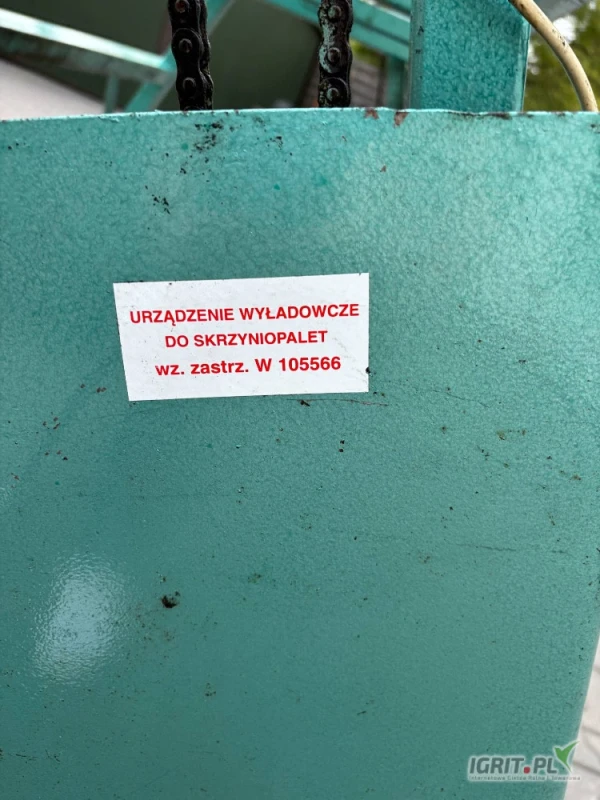 URZĄDZENIE WYŁADOWCZE
DO SKRZYNIOPALET
wz. zastrz. W 105566
IGRIT.PL